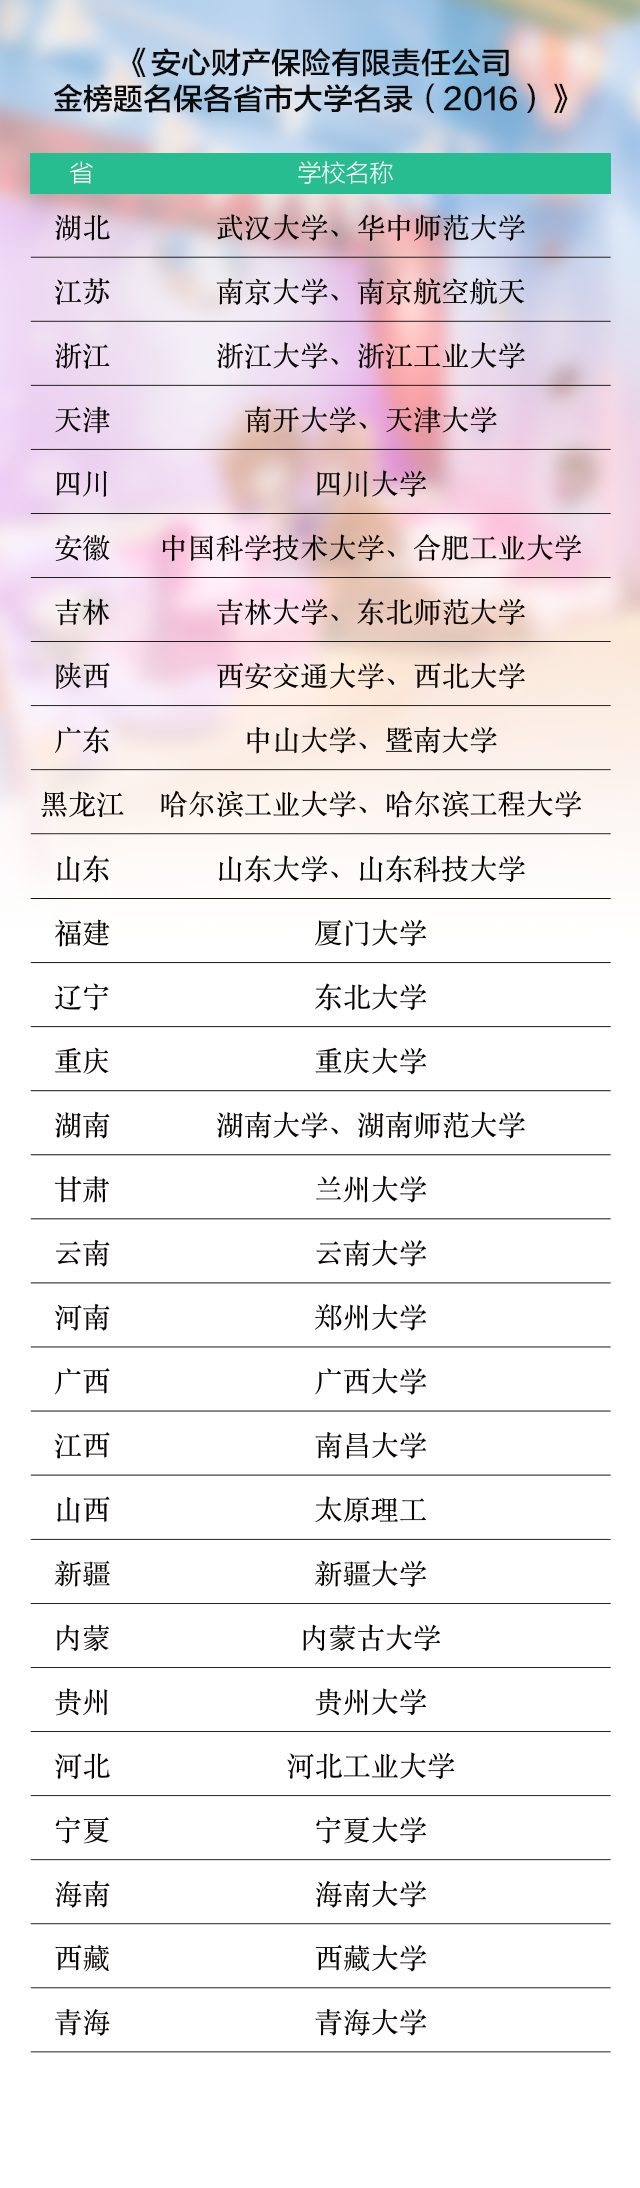 《安心财产保险有限责任公司
金榜题名保各省市大学名录（2016）》
省 学校名称
湖北 武汉大学、华中师范大学
江苏 南京大学、南京航空航天
浙江 浙江大学、浙江工业大学
天津 南开大学、天津大学
四川 四川大学
安徽 中国科学技术大学、合肥工业大学
吉林 吉林大学、东北师范大学
陕西 西安交通大学、西北大学
广东 中山大学、暨南大学
黑龙江 哈尔滨工业大学、哈尔滨工程大学
山东 山东大学、山东科技大学
福建 厦门大学
辽宁 东北大学
重庆 重庆大学
湖南 湖南大学、湖南师范大学
甘肃 兰州大学
云南 云南大学
河南 郑州大学
广西 广西大学
江西 南昌大学
山西 太原理工
新疆 新疆大学
内蒙 内蒙古大学
贵州 贵州大学
河北 河北工业大学
宁夏 宁夏大学
海南 海南大学
西藏 西藏大学
青海 青海大学